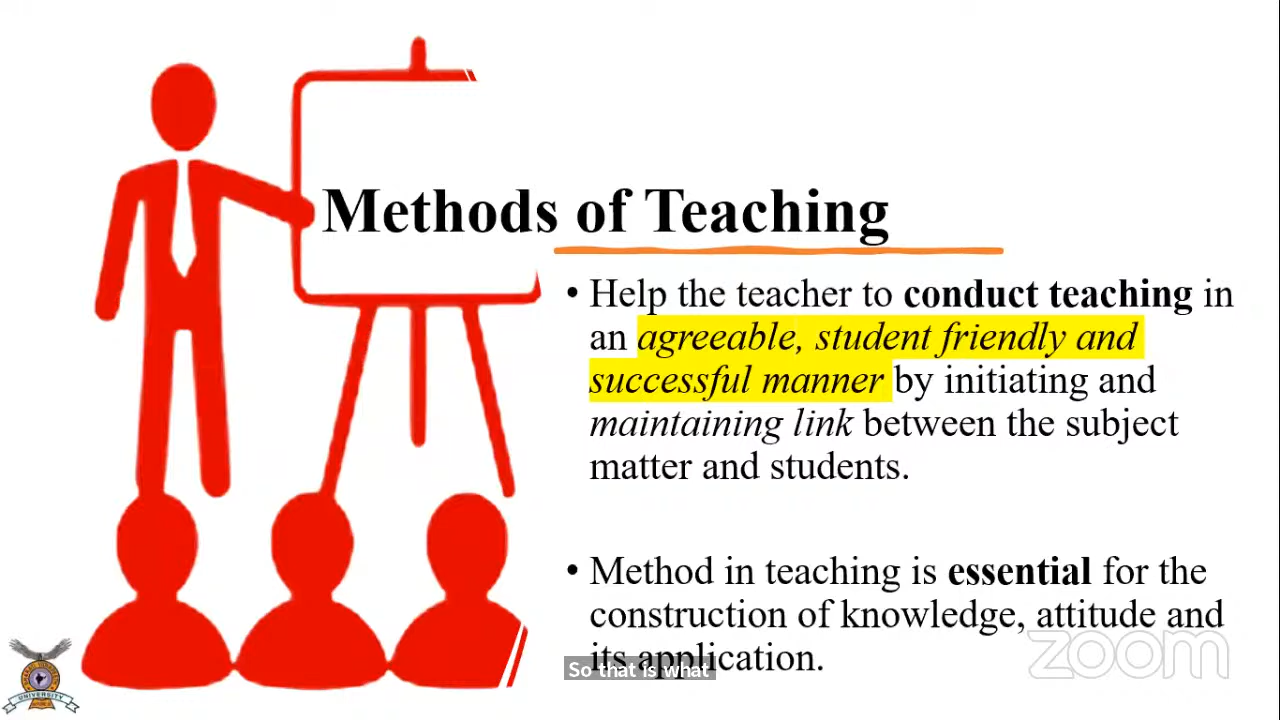 Methods of Teaching
• Help the teacher to conduct teaching in
an agreeable, student friendly and
successful manner by initiating and
maintaining link between the subject
matter and students.
• Method in teaching is essential for the
construction of knowledge, attitude and
its application.
So that is what
zoom
UNIVERSITY